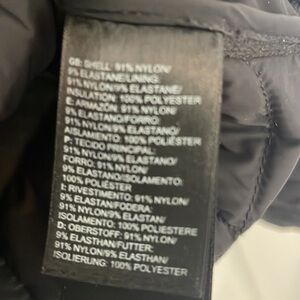 GB: SHELL: 91% NYLON/
9% ELASTANE/LINING:
91% NYLON/9% ELASTANE/
INSULATION: 100% POLYESTER
E: ARMAZÓN: 91% NYLON/
9% ELASTANO/FORRO
91% NYLON/9% ELASTANO/
AISLAMIENTO: 100% POLIÉSTER
P: TECIDO PRINCIPAL:
91% NYLON/9% ELASTANO/
FORRO: 91% NYLON/
9% ELASTANO/ISOLAMENTO:
100% POLIÉSTER
I: RIVESTIMENTO: 91% NYLON/
9% ELASTAN/FODERA:
91% NYLON/9% ELASTAN/
ISOLAMENTO: 100% POLIESTERE
D: OBERSTOFF: 91% NYLON/
9% ELASTHAN/FUTTER:
91% NYLON/9% ELASTHAN/
ISOLIERUNG: 100% POLYESTER